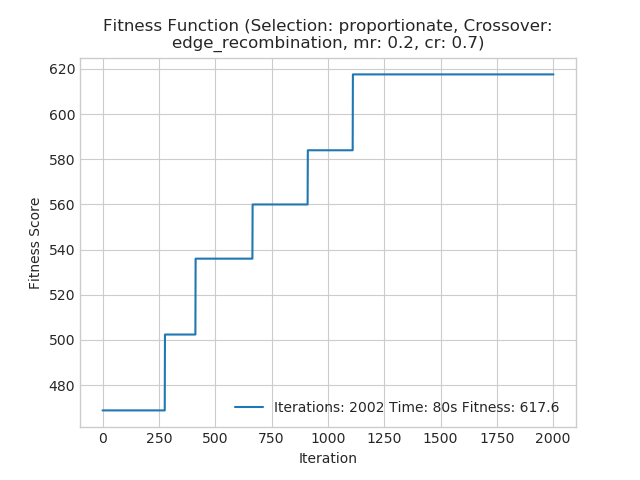 Fitness Function (Selection: proportionate, Crossover:
edge_recombination, mr: 0.2, cr: 0.7)
620
600
580
560
540
520
500
480
Fitness Score
Iterations: 2002 Time: 80s Fitness: 617.6
0 250 500 750 1000 1250 1500 1750 2000
Iteration